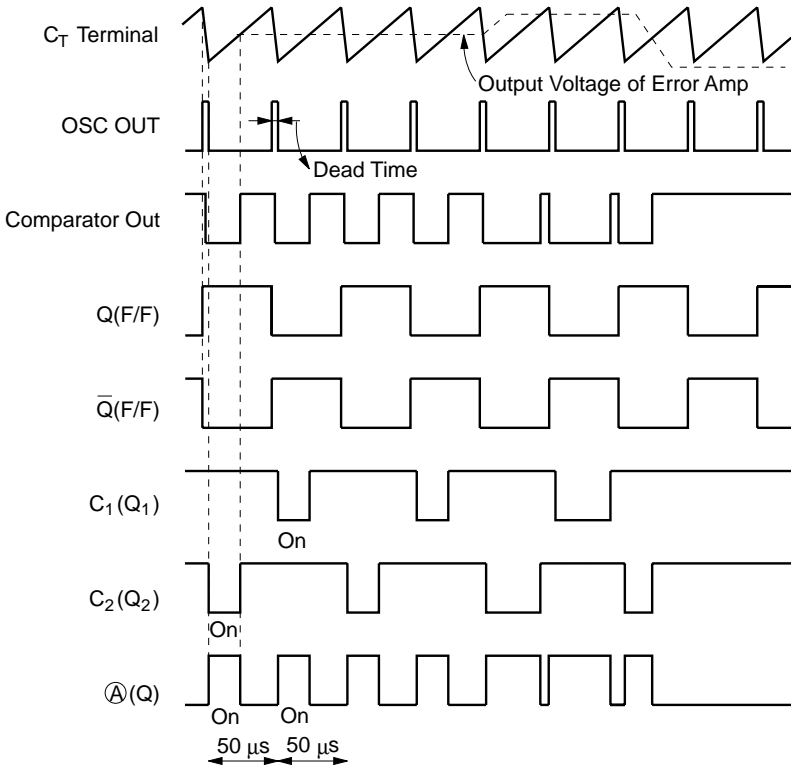 C_T Terminal
Output Voltage of Error Amp
OSC OUT
Dead Time
Comparator Out
Q(F/F)
Q̅(F/F)
C₁(Q₁)
On
C₂(Q₂)
On
Ⓐ(Q)
On On
50 μs 50 μs